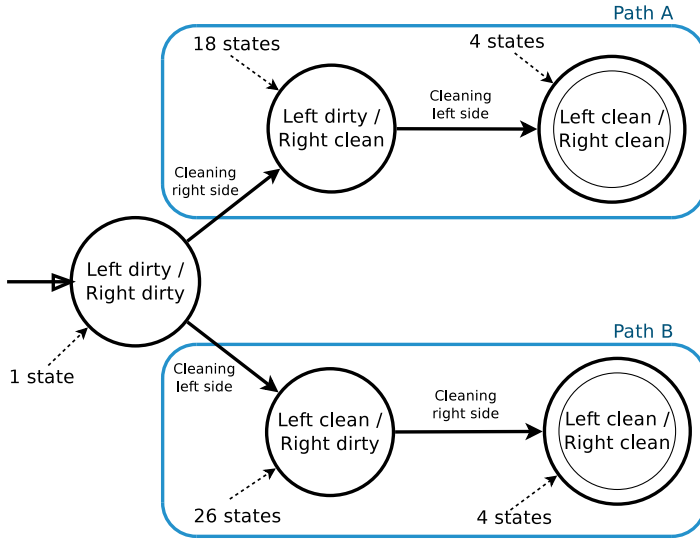 Path A
18 states
4 states
Left dirty /
Right clean
Cleaning
left side
Left clean /
Right clean
Cleaning
right side
Left dirty /
Right dirty
1 state
Path B
Cleaning
left side
Left clean /
Right dirty
Cleaning
right side
Left clean /
Right clean
26 states
4 states